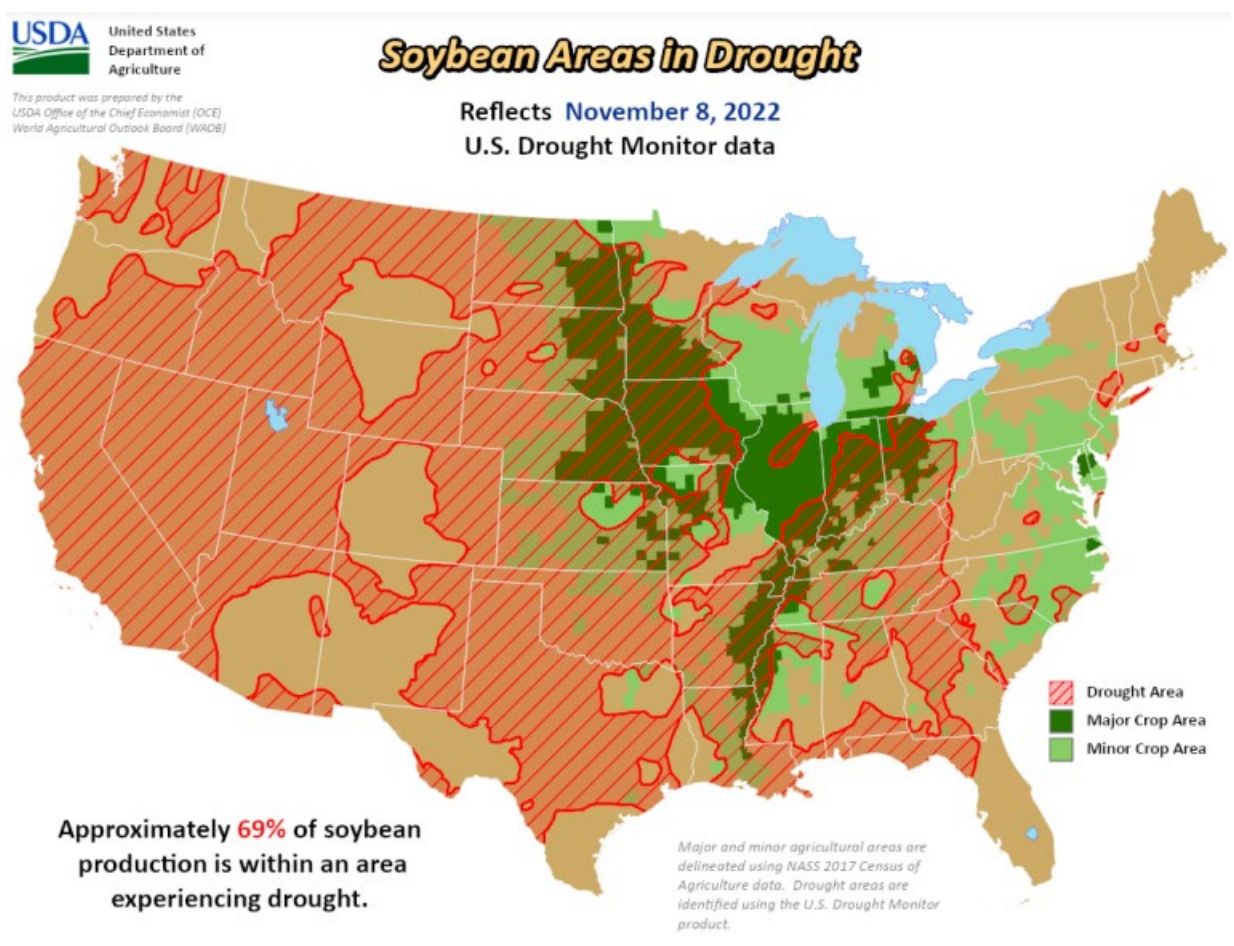 USDA
United States
Department of
Agriculture
This product was prepared by the
USDA Office of the Chief Economist (OCE)
World Agricultural Outlook Board (WAOB)
Soybean Areas in Drought
Reflects November 8, 2022
U.S. Drought Monitor data
Drought Area
Major Crop Area
Minor Crop Area
Approximately 69% of soybean
production is within an area
experiencing drought.
Major and minor agricultural areas are
delineated using NASS 2017 Census of
Agriculture data. Drought areas are
identified using the U.S. Drought Monitor
product.